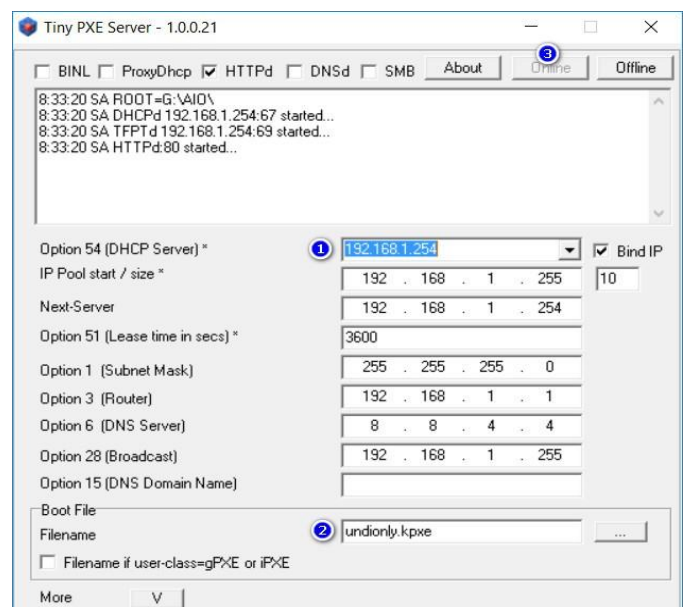 Tiny PXE Server - 1.0.0.21
BINL ProxyDhcp HTTPd DNSd SMB About Online Offline
3
8:33:20 SA ROOT=G:\AIO\
8:33:20 SA DHCPd 192.168.1.254:67 started...
8:33:20 SA TFPTd 192.168.1.254:69 started...
8:33:20 SA HTTPd:80 started...
Option 54 (DHCP Server) * 1 192.168.1.254 Bind IP
IP Pool start / size * 192 . 168 . 1 . 255 10
Next-Server 192 . 168 . 1 . 254
Option 51 (Lease time in secs) * 3600
Option 1 (Subnet Mask) 255 . 255 . 255 . 0
Option 3 (Router) 192 . 168 . 1 . 1
Option 6 (DNS Server) 8 . 8 . 4 . 4
Option 28 (Broadcast) 192 . 168 . 1 . 255
Option 15 (DNS Domain Name)
Boot File
Filename 2 undionly.kpxe ...
Filename if user-class=gPXE or iPXE
More V